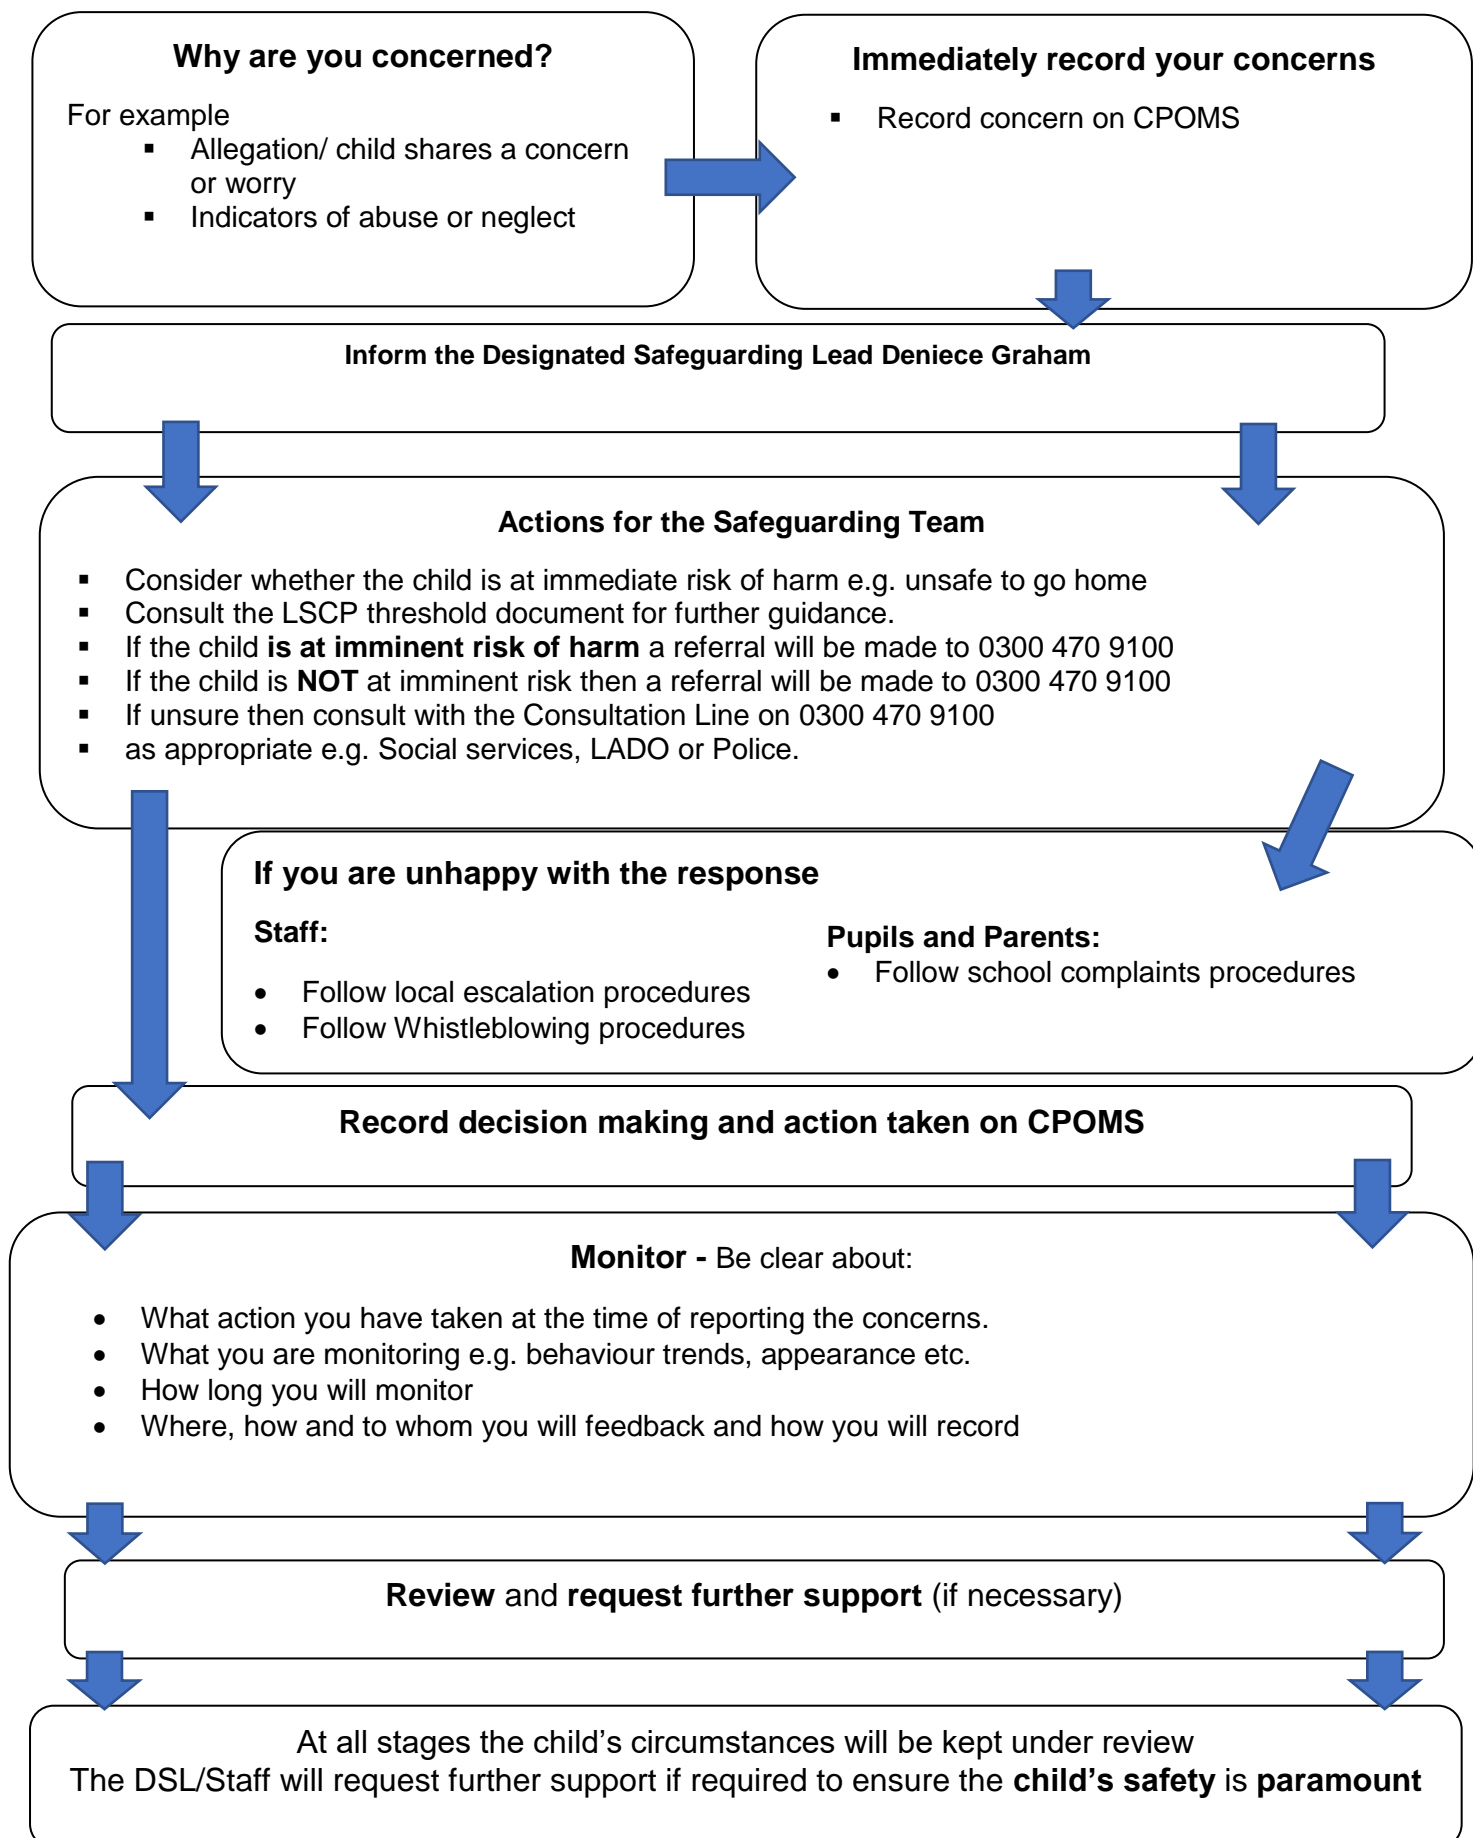 Why are you concerned?
For example
▪ Allegation/ child shares a concern
or worry
▪ Indicators of abuse or neglect
Immediately record your concerns
▪ Record concern on CPOMS
Inform the Designated Safeguarding Lead Deniece Graham
Actions for the Safeguarding Team
▪ Consider whether the child is at immediate risk of harm e.g. unsafe to go home
▪ Consult the LSCP threshold document for further guidance.
▪ If the child is at imminent risk of harm a referral will be made to 0300 470 9100
▪ If the child is NOT at imminent risk then a referral will be made to 0300 470 9100
▪ If unsure then consult with the Consultation Line on 0300 470 9100
▪ as appropriate e.g. Social services, LADO or Police.
If you are unhappy with the response
Staff:
• Follow local escalation procedures
• Follow Whistleblowing procedures
Pupils and Parents:
• Follow school complaints procedures
Record decision making and action taken on CPOMS
Monitor - Be clear about:
• What action you have taken at the time of reporting the concerns.
• What you are monitoring e.g. behaviour trends, appearance etc.
• How long you will monitor
• Where, how and to whom you will feedback and how you will record
Review and request further support (if necessary)
At all stages the child’s circumstances will be kept under review
The DSL/Staff will request further support if required to ensure the child’s safety is paramount